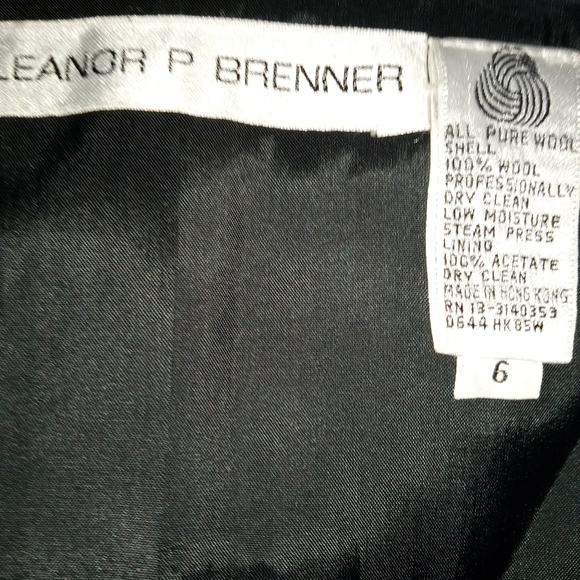 LEANOR P BRENNER
ALL PURE WOOL
SHELL
100% WOOL
PROFESSIONALLY
DRY CLEAN
LOW MOISTURE
STEAM PRESS
LINING
100% ACETATE
DRY CLEAN
MADE IN HONG KONG
RN 13-3140353
0644 HK85W
6